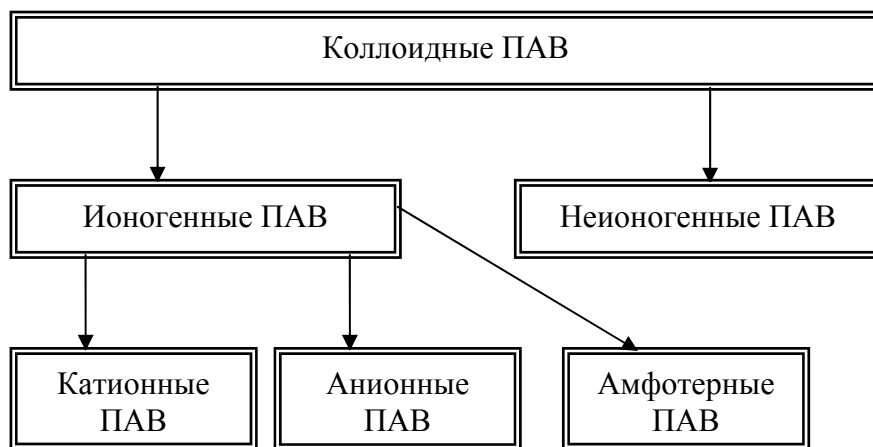 Коллоидные ПАВ
Ионогенные ПАВ
Неионогенные ПАВ
Катионные
ПАВ
Анионные
ПАВ
Амфотерные
ПАВ